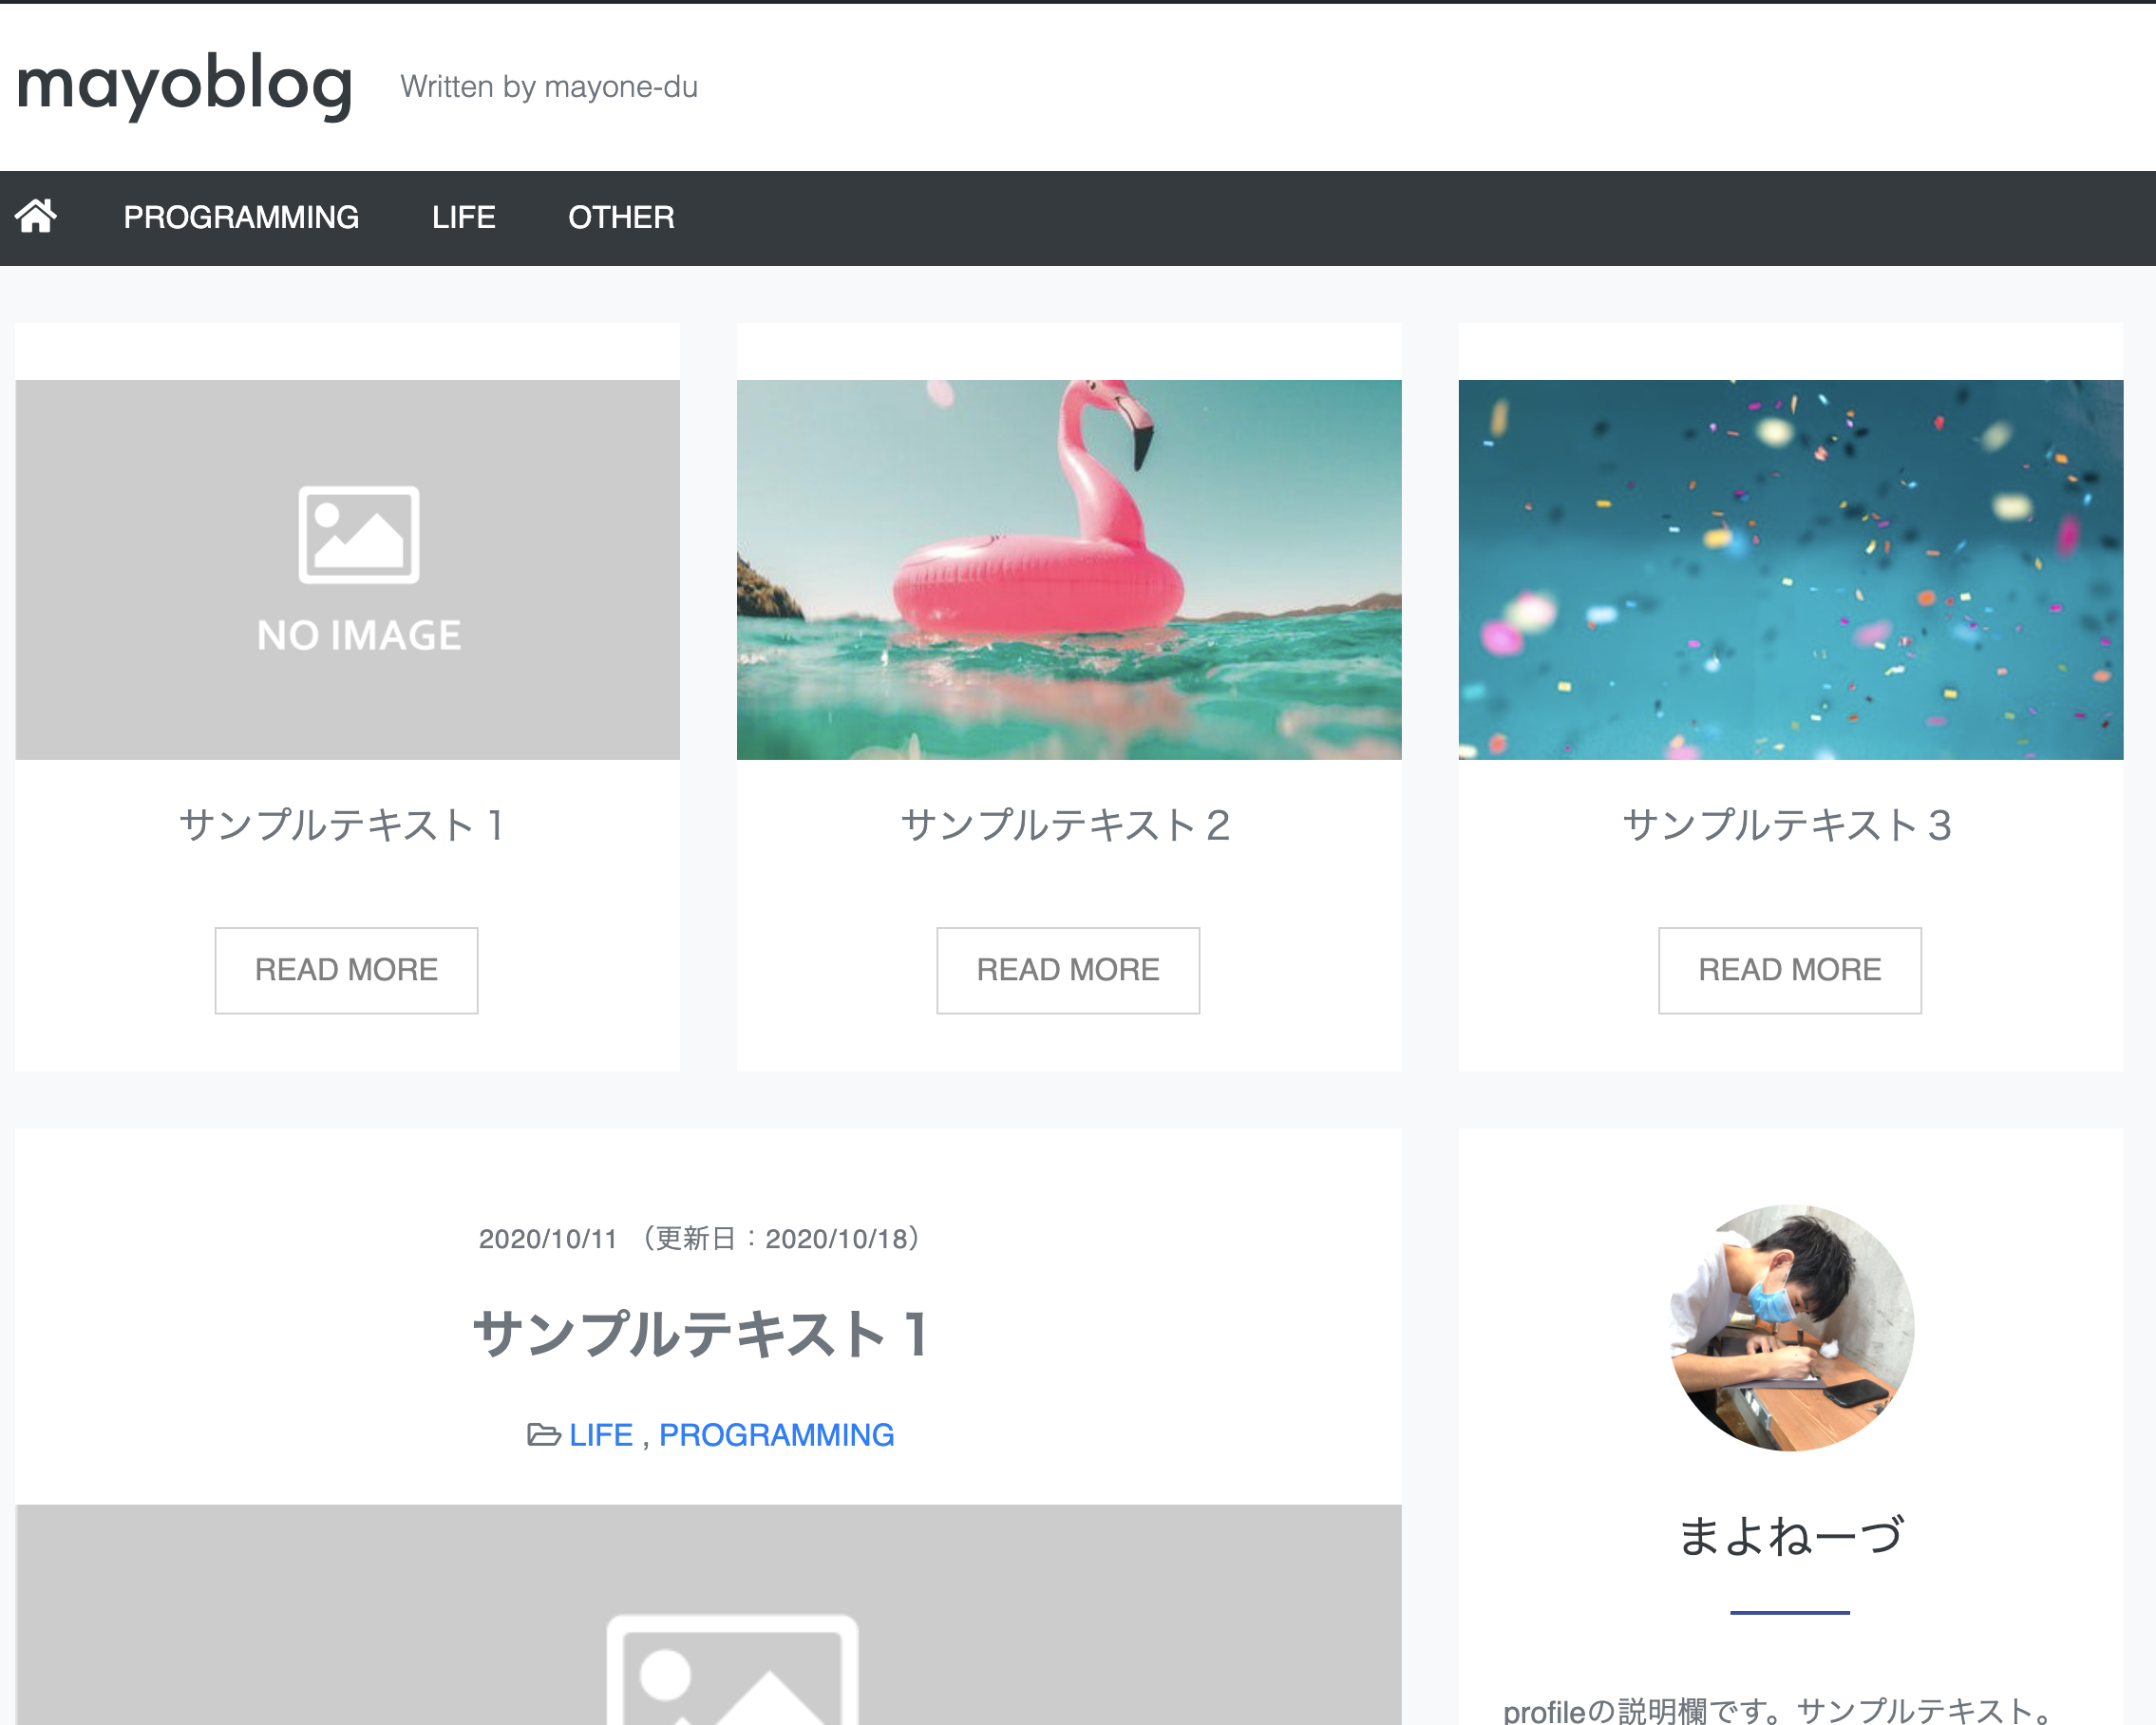 mayoblog Written by mayone-du
PROGRAMMING LIFE OTHER
NO IMAGE
サンプルテキスト 1
READ MORE
サンプルテキスト 2
READ MORE
サンプルテキスト 3
READ MORE
2020/10/11 （更新日：2020/10/18）
サンプルテキスト 1
LIFE , PROGRAMMING
まよねーづ
profileの説明欄です。サンプルテキスト。